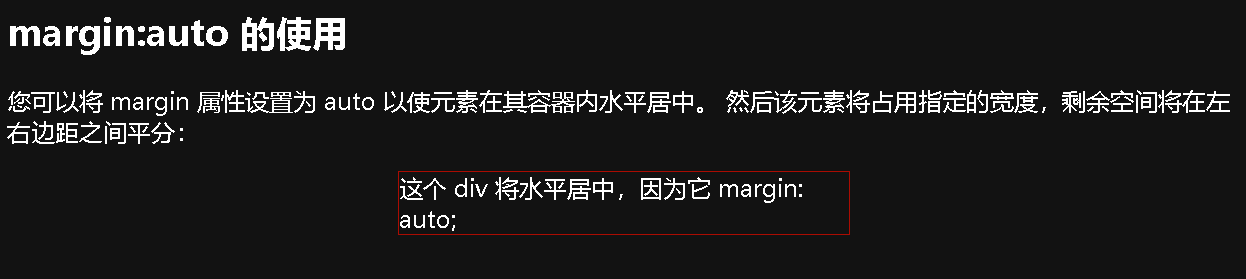 margin:auto 的使用
您可以将 margin 属性设置为 auto 以使元素在其容器内水平居中。 然后该元素将占用指定的宽度，剩余空间将在左
右边距之间平分：
这个 div 将水平居中，因为它 margin:
auto;